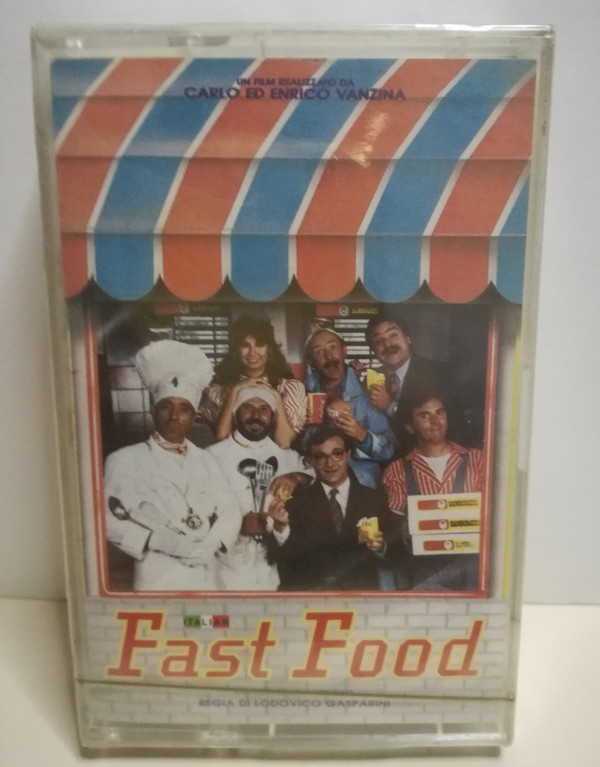 UN FILM REALIZZATO DA
CARLO ED ENRICO VANZINA
ITALIAN
Fast Food
REGIA DI LODOVICO GASPARINI